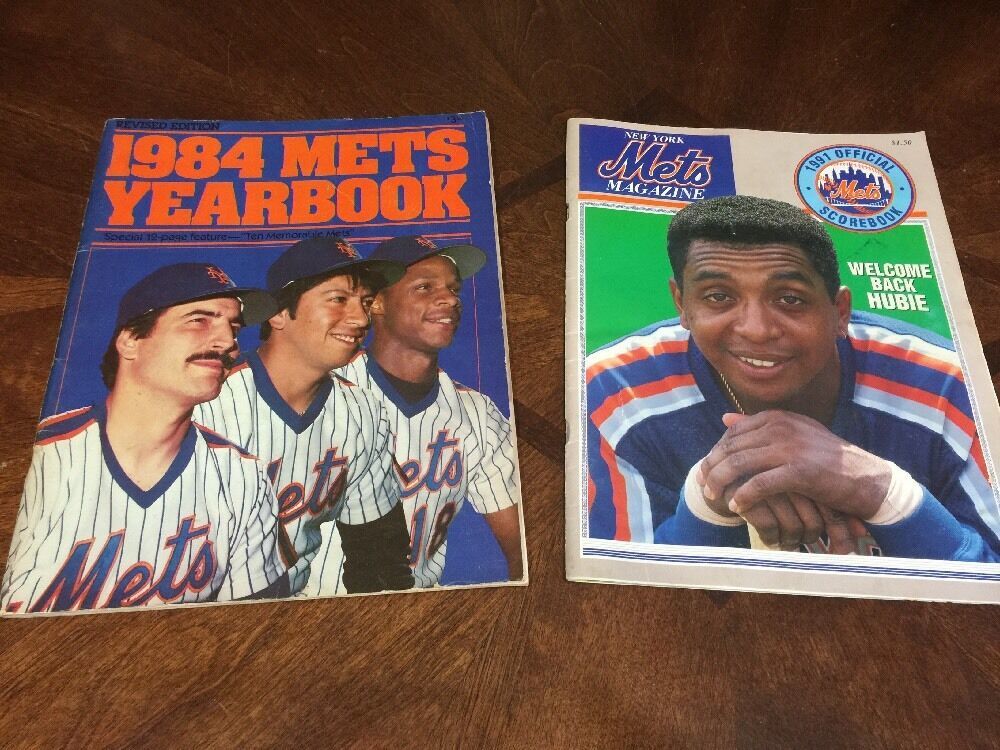 REVISED EDITION
$3
1984 METS
YEARBOOK
Special 12-page feature—"Ten Memorable Mets"
Mets
Mets
Mets
18
NEW YORK
Mets
MAGAZINE
$1.50
1991 OFFICIAL
Mets
SCOREBOOK
WELCOME
BACK
HUBIE